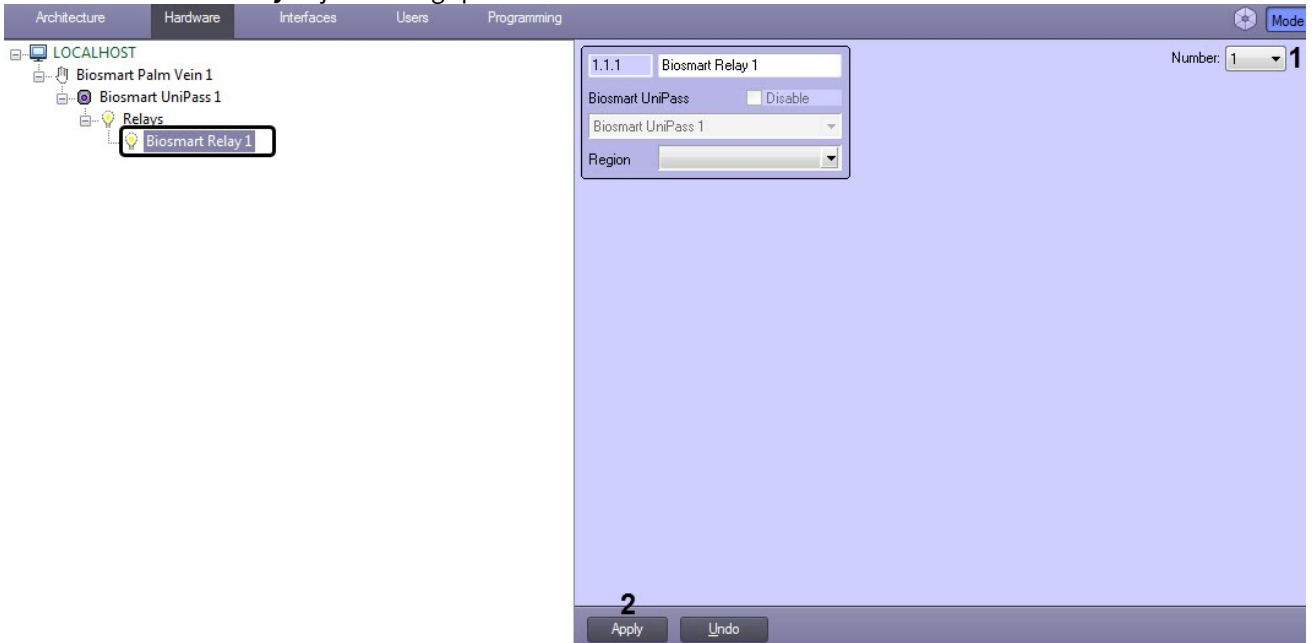 Architecture Hardware Interfaces Users Programming Mode
LOCALHOST
Biosmart Palm Vein 1
Biosmart UniPass 1
Relays
Biosmart Relay 1
1.1.1 Biosmart Relay 1
Biosmart UniPass Disable
Biosmart UniPass 1
Region
Number: 1 1
2
Apply Undo